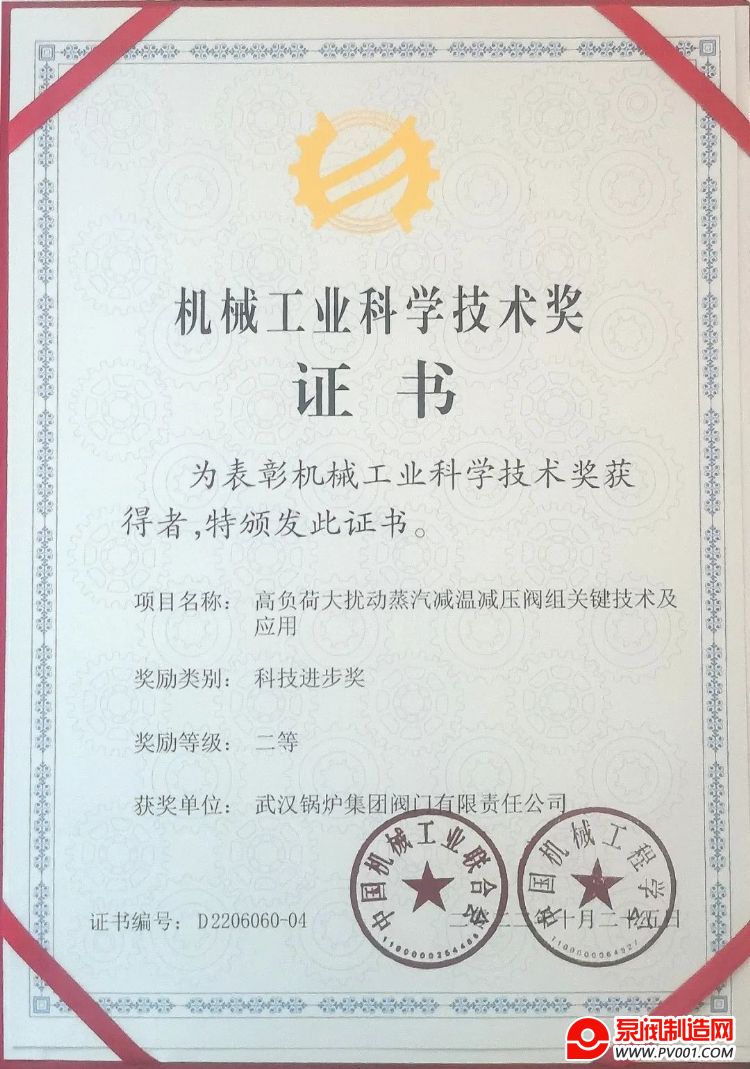 机械工业科学技术奖
证书
为表彰机械工业科学技术奖获
得者,特颁发此证书。
项目名称： 高负荷大扰动蒸汽减温减压阀组关键技术及
应用
奖励类别： 科技进步奖
奖励等级： 二等
获奖单位： 武汉锅炉集团阀门有限责任公司
中国机械工业联合会
中国机械工程学会
证书编号： D2206060-04
十月二十五日
泵阀制造网
WWW.PV001.COM